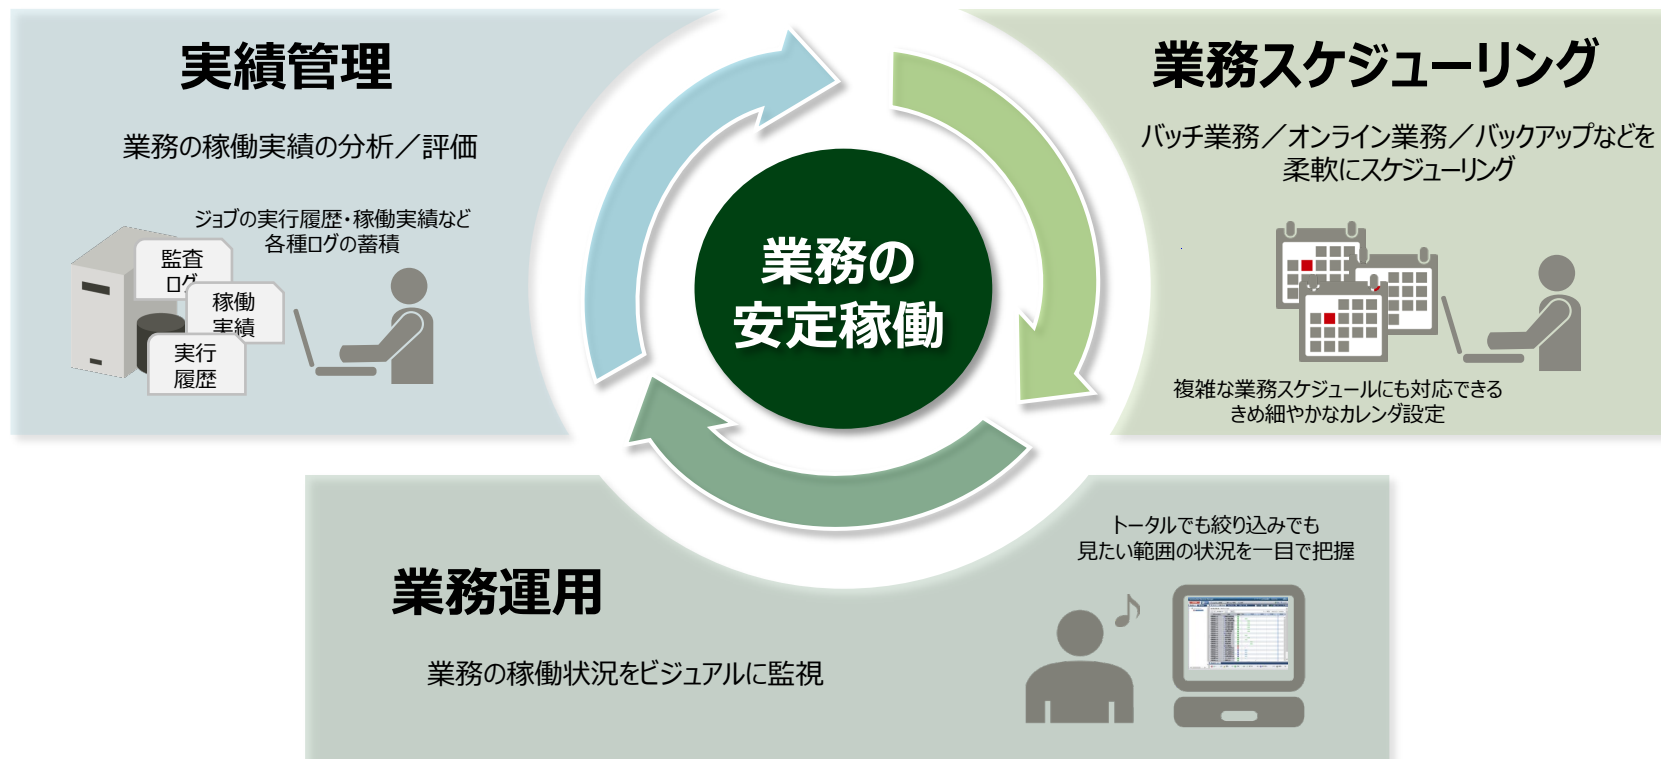 実績管理
業務の稼働実績の分析／評価
ジョブの実行履歴・稼働実績など
各種ログの蓄積
監査
ログ
稼働
実績
実行
履歴
業務スケジューリング
バッチ業務／オンライン業務／バックアップなどを
柔軟にスケジューリング
複雑な業務スケジュールにも対応できる
きめ細やかなカレンダ設定
業務の
安定稼働
業務運用
業務の稼働状況をビジュアルに監視
トータルでも絞り込みでも
見たい範囲の状況を一目で把握